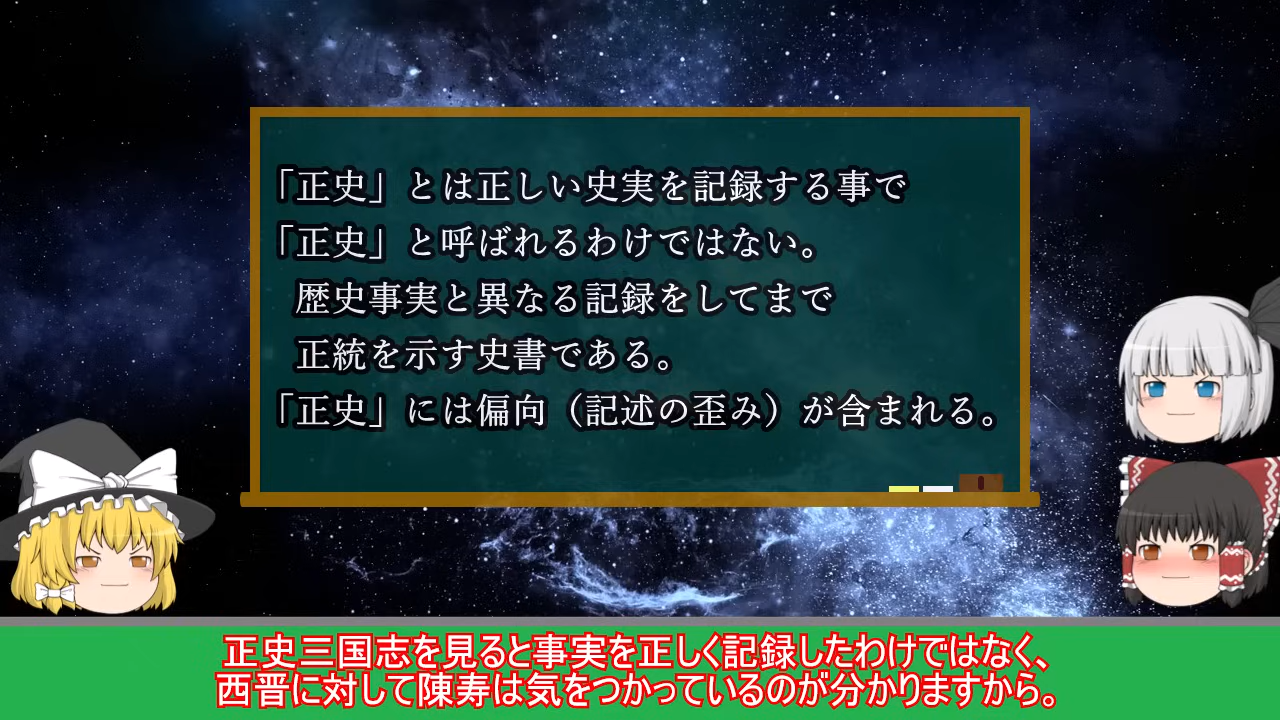 「正史」とは正しい史実を記録する事で
「正史」と呼ばれるわけではない。
歴史事実と異なる記録をしてまで
正統を示す史書である。
「正史」には偏向（記述の歪み）が含まれる。
正史三国志を見ると事実を正しく記録したわけではなく、
西晋に対して陳寿は気をつかっているのが分かりますから。